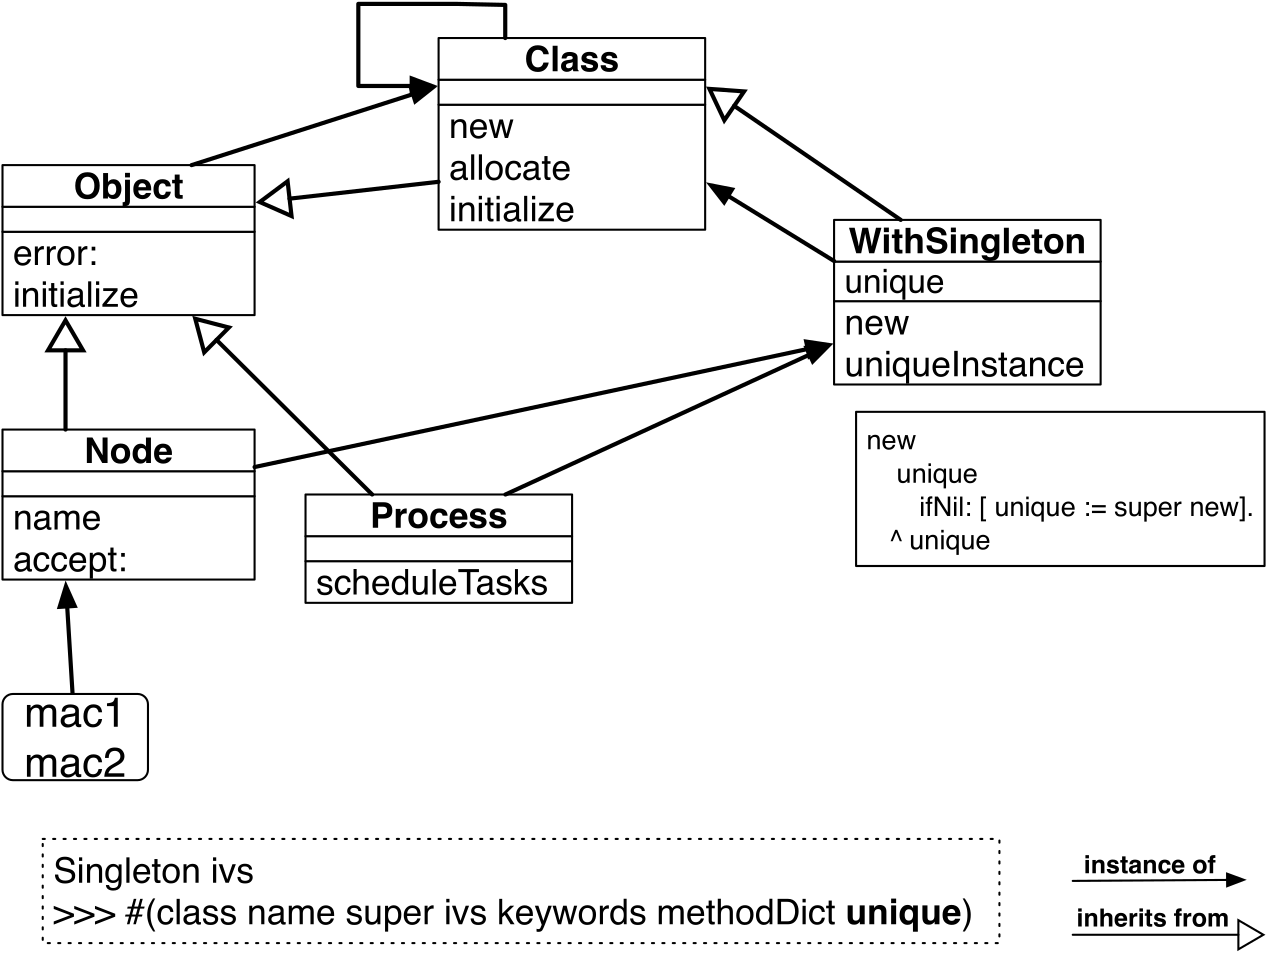 Class
new
allocate
initialize
Object
error:
initialize
WithSingleton
unique
new
uniqueInstance
Node
name
accept:
Process
scheduleTasks
new
unique
ifNil: [ unique := super new].
^ unique
mac1
mac2
Singleton ivs
>>> #(class name super ivs keywords methodDict unique)
instance of
inherits from